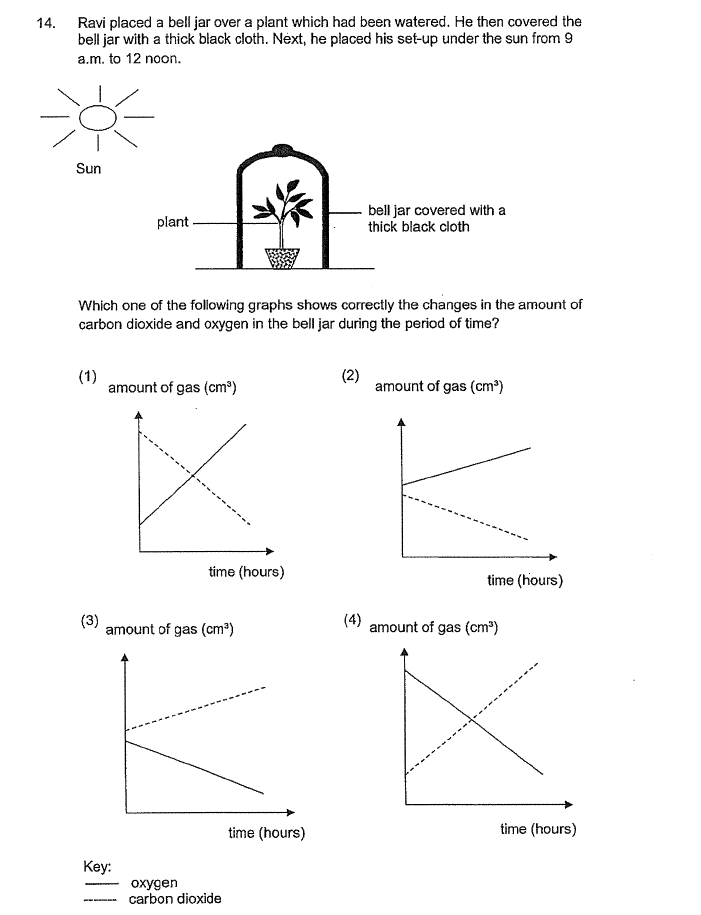 14. Ravi placed a bell jar over a plant which had been watered. He then covered the
bell jar with a thick black cloth. Next, he placed his set-up under the sun from 9
a.m. to 12 noon.
Sun
plant
bell jar covered with a
thick black cloth
Which one of the following graphs shows correctly the changes in the amount of
carbon dioxide and oxygen in the bell jar during the period of time?
(1)
amount of gas (cm³)
time (hours)
(2)
amount of gas (cm³)
time (hours)
(3)
amount of gas (cm³)
time (hours)
(4)
amount of gas (cm³)
time (hours)
Key:
oxygen
carbon dioxide